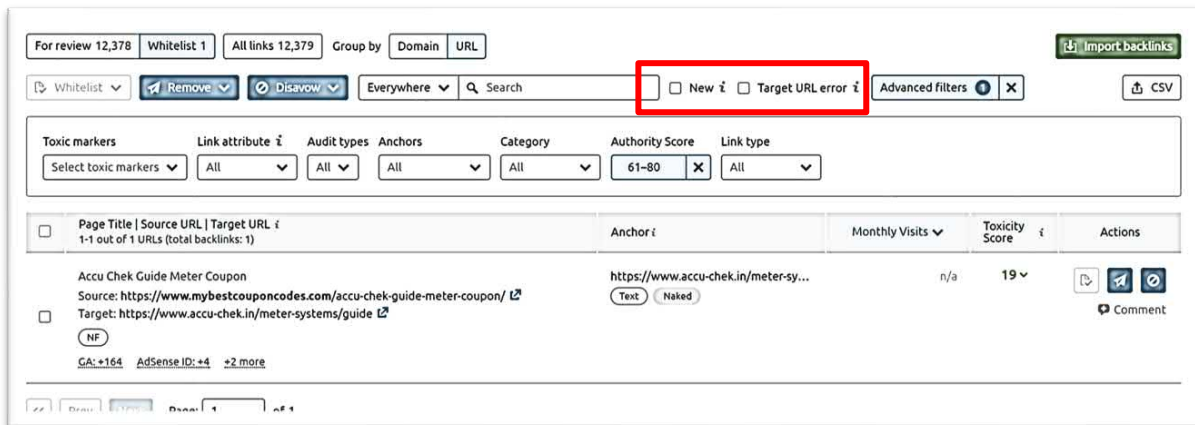 For review 12,378 Whitelist 1 All links 12,379 Group by Domain URL Import backlinks
Whitelist Remove Disavow Everywhere Search New i Target URL error i Advanced filters 1 CSV
Toxic markers Link attribute i Audit types Anchors Category Authority Score Link type
Select toxic markers All All All All 61–80 All
Page Title | Source URL | Target URL i Anchor i Monthly Visits Toxicity Score i Actions
1-1 out of 1 URLs (total backlinks: 1)
Accu Chek Guide Meter Coupon https://www.accu-chek.in/meter-sy... n/a 19
Source: https://www.mybestcouponcodes.com/accu-chek-guide-meter-coupon/ Text Naked
Target: https://www.accu-chek.in/meter-systems/guide Comment
NF
GA: +164 AdSense ID: +4 +2 more
Prev Page: 1 of 1